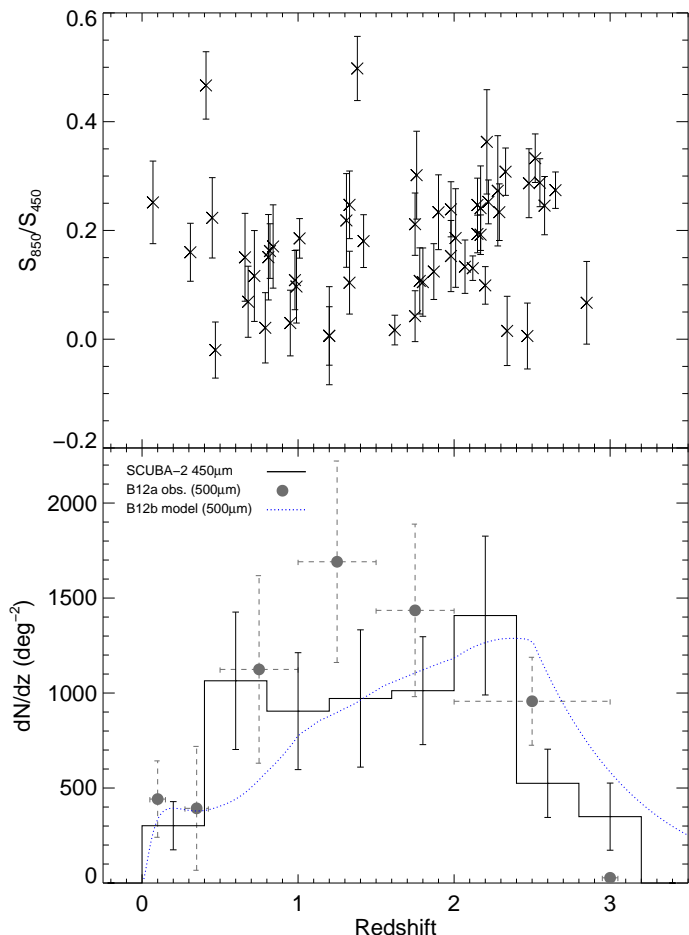 0.6
0.4
0.2
0.0
−0.2
S850/S450
SCUBA−2 450μm
B12a obs. (500μm)
B12b model (500μm)
2000
1500
1000
500
0
dN/dz (deg−2)
0 1 2 3
Redshift